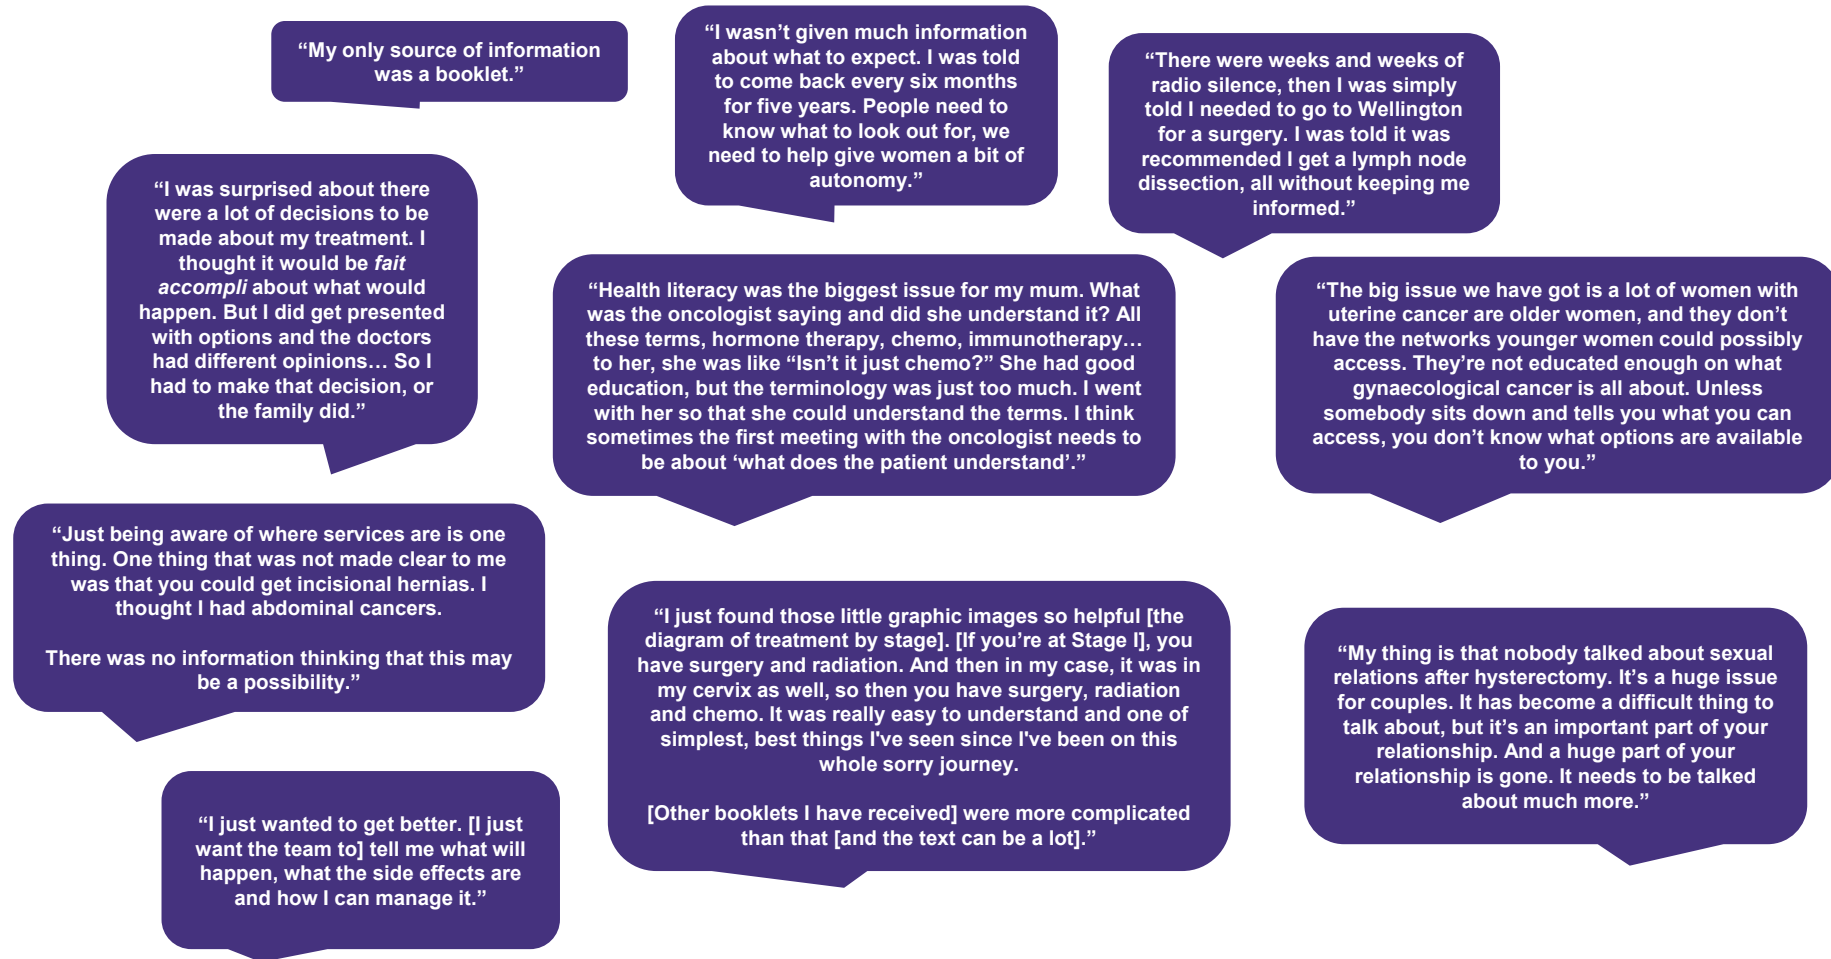 “My only source of information
was a booklet.”
“I wasn’t given much information
about what to expect. I was told
to come back every six months
for five years. People need to
know what to look out for, we
need to help give women a bit of
autonomy.”
“There were weeks and weeks of
radio silence, then I was simply
told I needed to go to Wellington
for a surgery. I was told it was
recommended I get a lymph node
dissection, all without keeping me
informed.”
“I was surprised about there
were a lot of decisions to be
made about my treatment. I
thought it would be fait
accompli about what would
happen. But I did get presented
with options and the doctors
had different opinions… So I
had to make that decision, or
the family did.”
“Health literacy was the biggest issue for my mum. What
was the oncologist saying and did she understand it? All
these terms, hormone therapy, chemo, immunotherapy…
to her, she was like “Isn’t it just chemo?” She had good
education, but the terminology was just too much. I went
with her so that she could understand the terms. I think
sometimes the first meeting with the oncologist needs to
be about ‘what does the patient understand’.”
“The big issue we have got is a lot of women with
uterine cancer are older women, and they don’t
have the networks younger women could possibly
access. They’re not educated enough on what
gynaecological cancer is all about. Unless
somebody sits down and tells you what you can
access, you don’t know what options are available
to you.”
“Just being aware of where services are is one
thing. One thing that was not made clear to me
was that you could get incisional hernias. I
thought I had abdominal cancers.
There was no information thinking that this may
be a possibility.”
“I just found those little graphic images so helpful [the
diagram of treatment by stage]. [If you’re at Stage I], you
have surgery and radiation. And then in my case, it was in
my cervix as well, so then you have surgery, radiation
and chemo. It was really easy to understand and one of
simplest, best things I've seen since I've been on this
whole sorry journey.
[Other booklets I have received] were more complicated
than that [and the text can be a lot].”
“My thing is that nobody talked about sexual
relations after hysterectomy. It’s a huge issue
for couples. It has become a difficult thing to
talk about, but it’s an important part of your
relationship. And a huge part of your
relationship is gone. It needs to be talked
about much more.”
“I just wanted to get better. [I just
want the team to] tell me what will
happen, what the side effects are
and how I can manage it.”